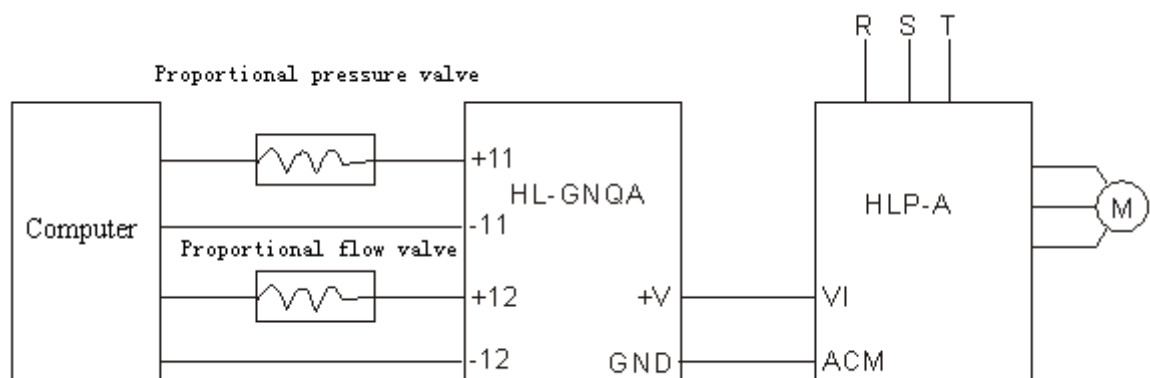 R S T
Proportional pressure valve
+11
HL-GNQA
HLP-A
M
Computer
-11
Proportional flow valve
+12
+V
VI
-12
GND
ACM